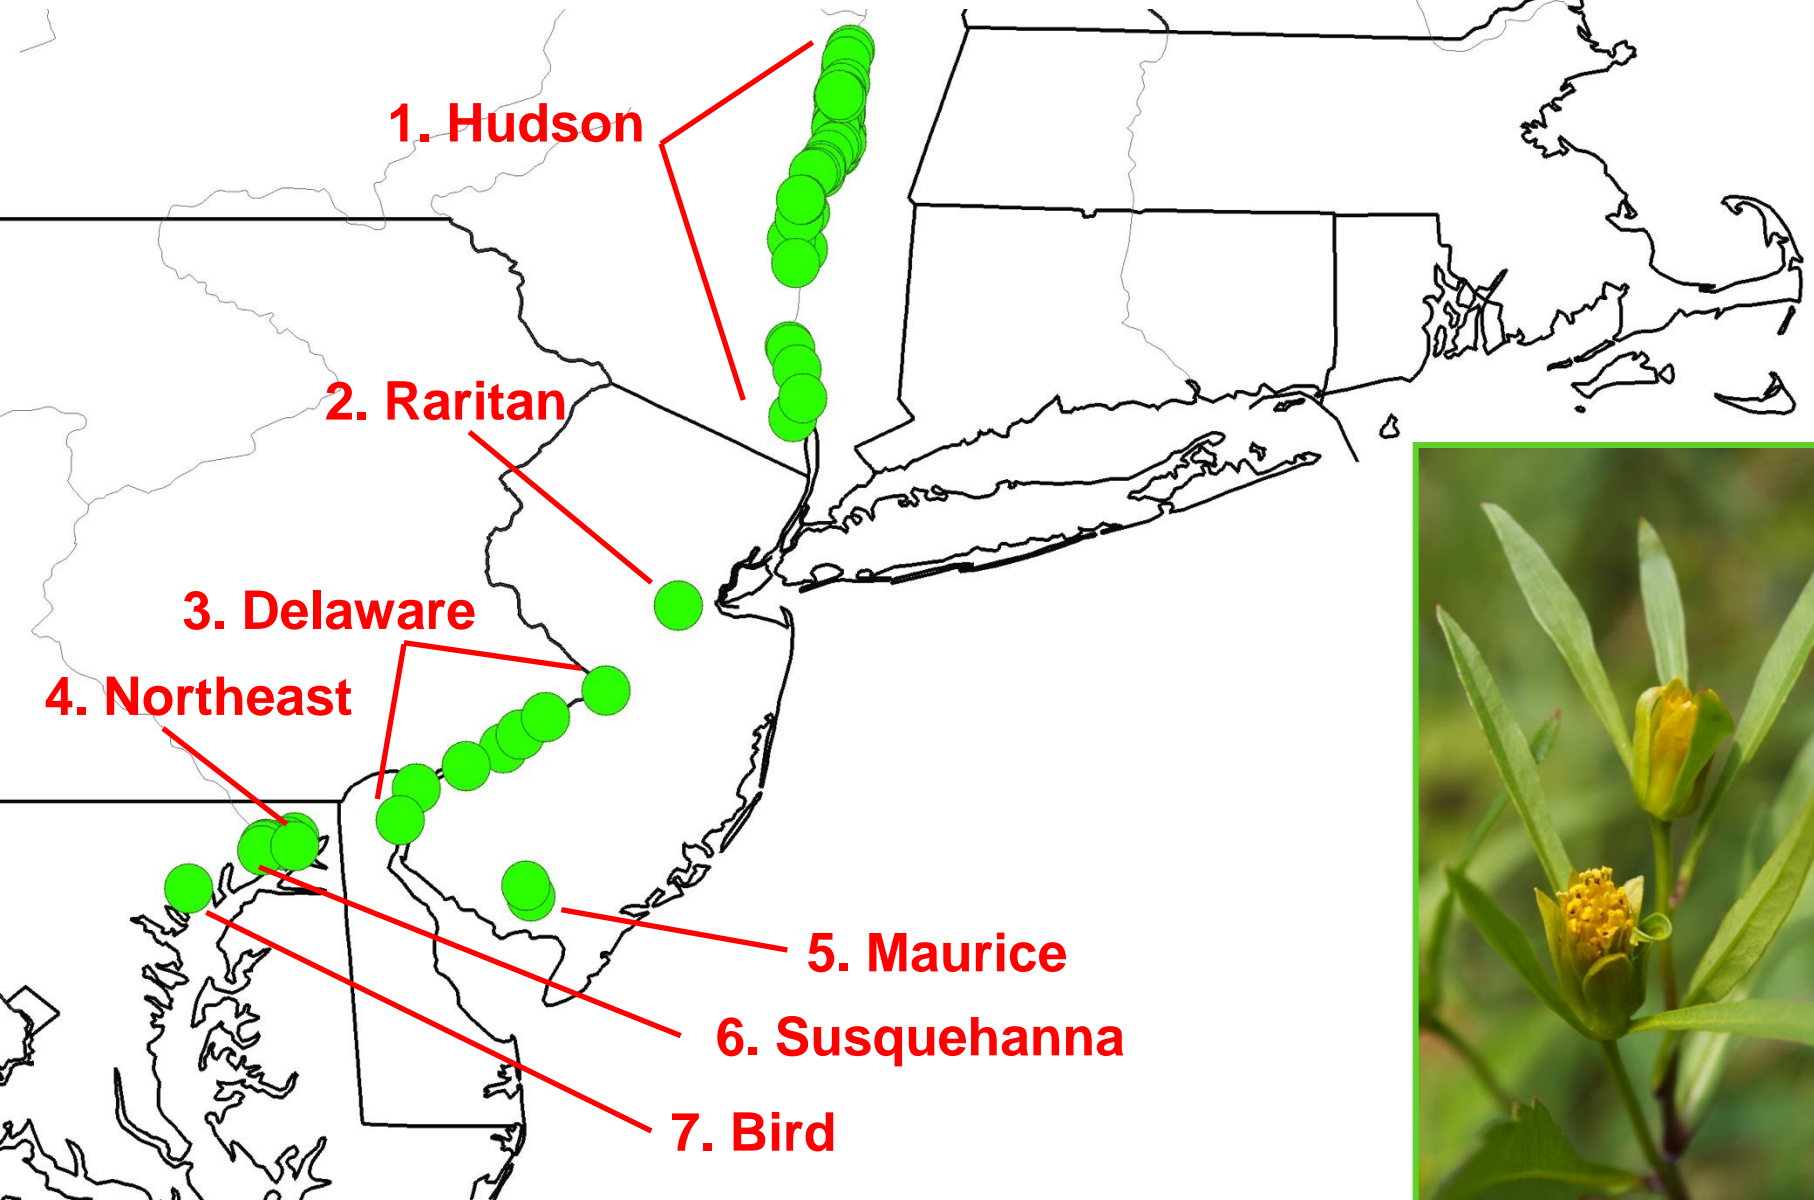 1. Hudson
2. Raritan
3. Delaware
4. Northeast
5. Maurice
6. Susquehanna
7. Bird